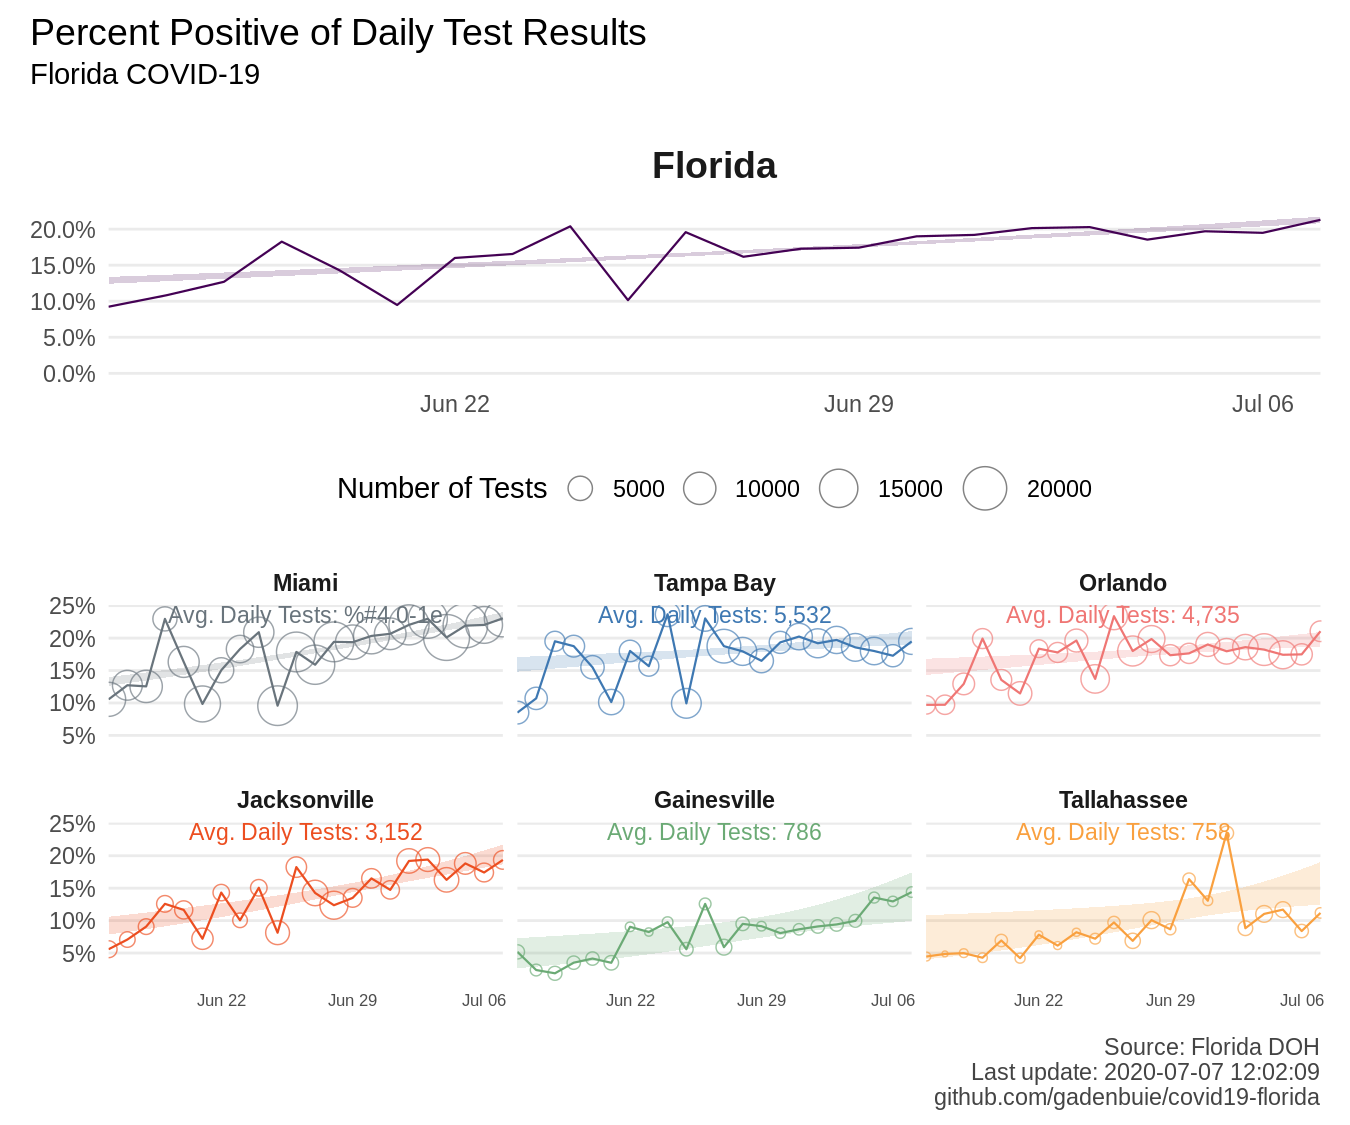 Percent Positive of Daily Test Results
Florida COVID-19
Florida
20.0%
15.0%
10.0%
5.0%
0.0%
Jun 22 Jun 29 Jul 06
Number of Tests 5000 10000 15000 20000
Miami Tampa Bay Orlando
25%
Avg. Daily Tests: %#4.0-1e Avg. Daily Tests: 5,532 Avg. Daily Tests: 4,735
20%
15%
10%
5%
Jacksonville Gainesville Tallahassee
25%
Avg. Daily Tests: 3,152 Avg. Daily Tests: 786 Avg. Daily Tests: 758
20%
15%
10%
5%
Jun 22 Jun 29 Jul 06 Jun 22 Jun 29 Jul 06 Jun 22 Jun 29 Jul 06
Source: Florida DOH
Last update: 2020-07-07 12:02:09
github.com/gadenbuie/covid19-florida